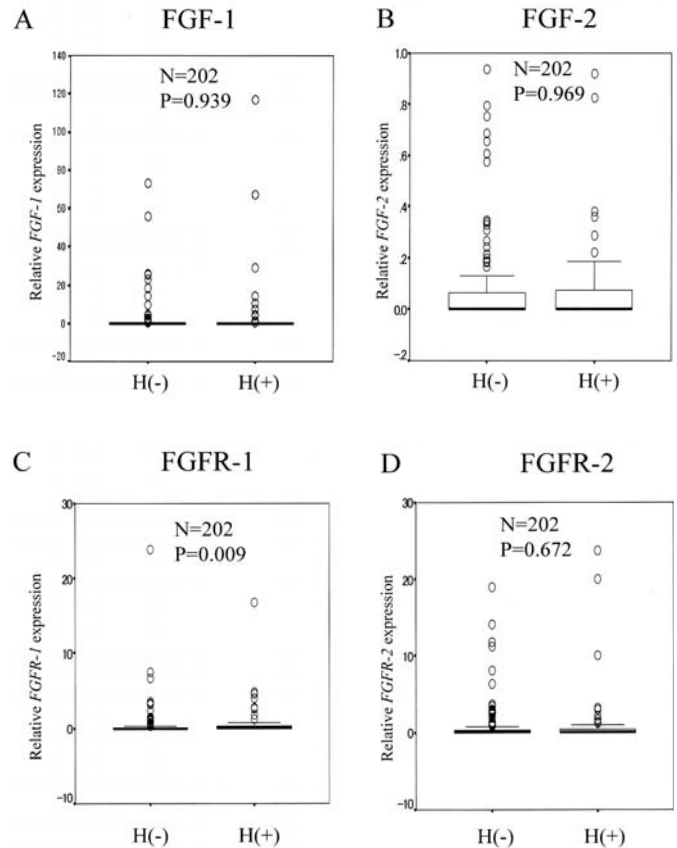 A
FGF-1
140
120
100
80
60
40
20
0
-20
Relative FGF-1 expression
N=202
P=0.939
H(-)
H(+)
B
FGF-2
1.0
.8
.6
.4
.2
0.0
-.2
Relative FGF-2 expression
N=202
P=0.969
H(-)
H(+)
C
FGFR-1
30
20
10
0
-10
Relative FGFR-1 expression
N=202
P=0.009
H(-)
H(+)
D
FGFR-2
30
20
10
0
-10
Relative FGFR-2 expression
N=202
P=0.672
H(-)
H(+)